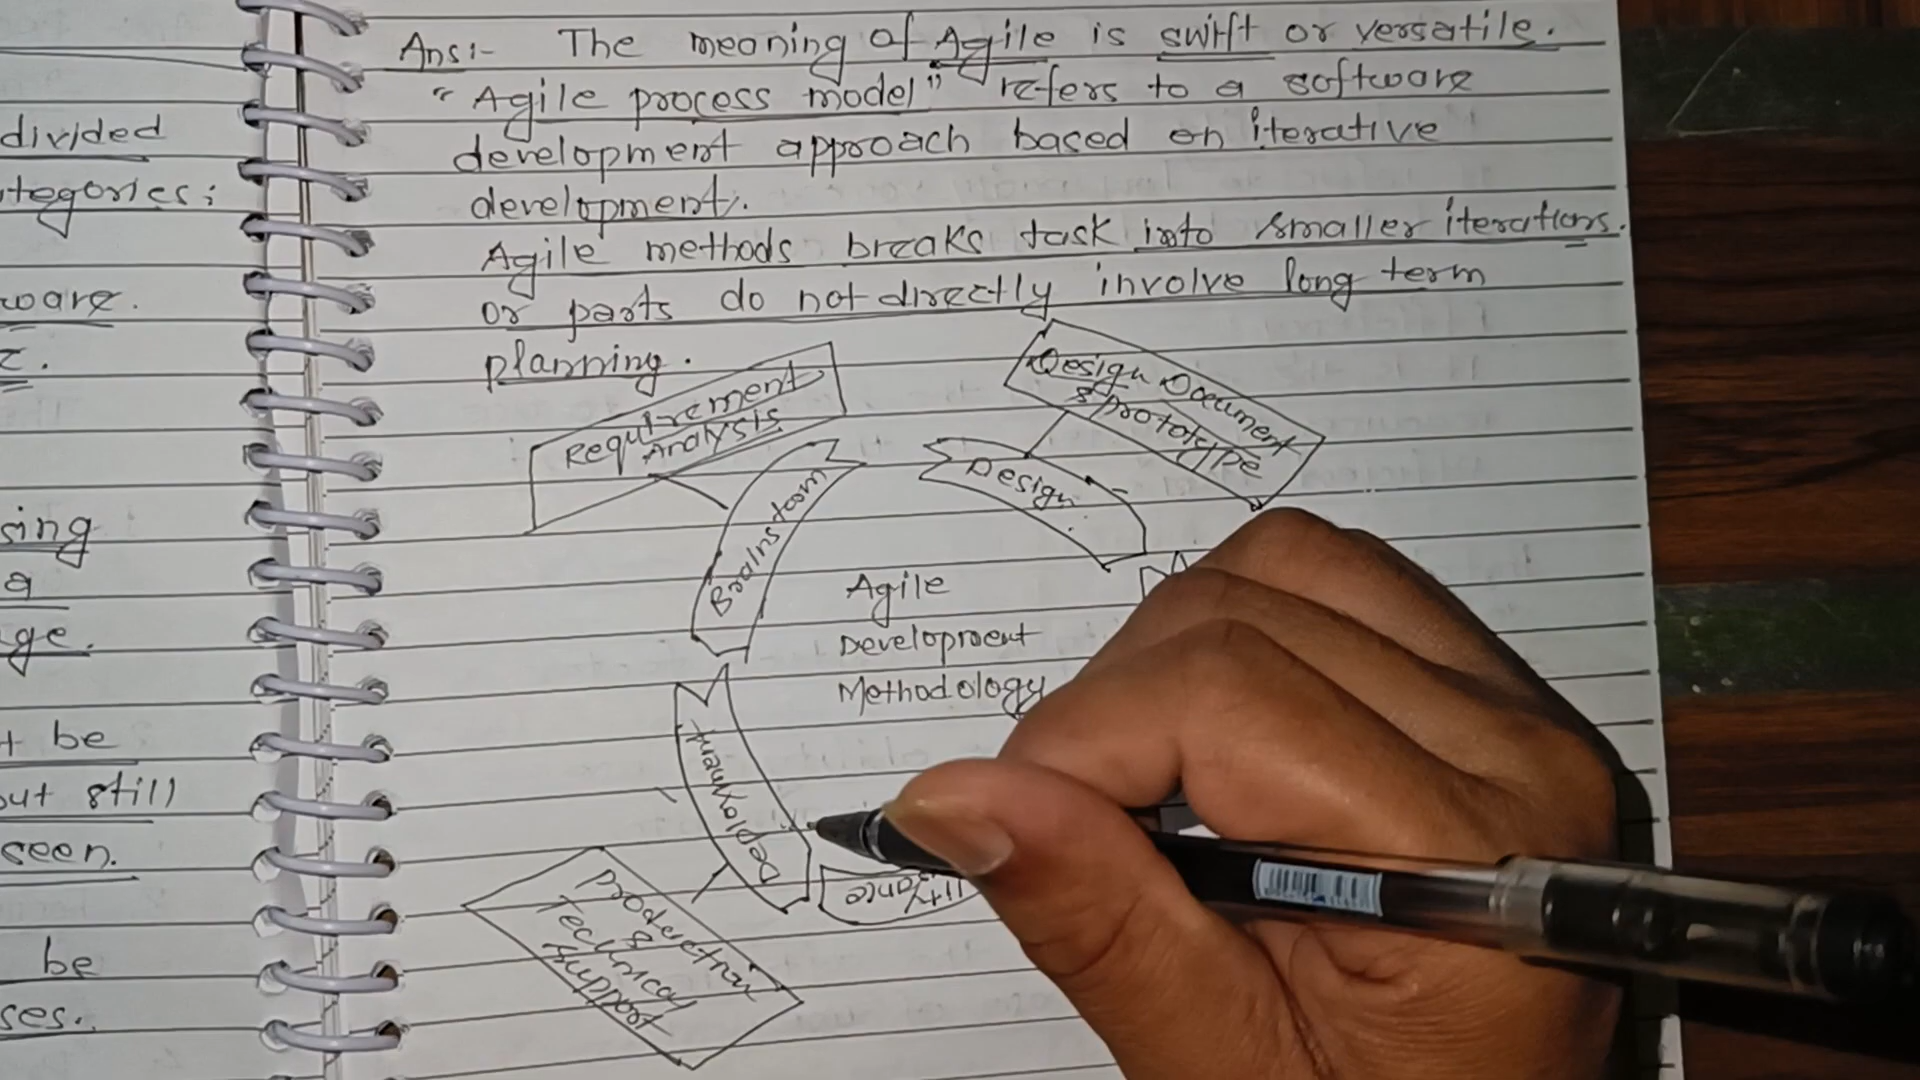 divided
tegories:
ware.
sing
a
ge.
t be
out still
seen.
be
ses.
Ans:- The meaning of Agile is swift or versatile.
"Agile process model" refers to a software
development approach based on iterative
development.
Agile methods breaks task into smaller iterations.
or parts do not directly involve long term
planning.
Requirement
Analysis
Design Document
& prototype
Brainstorm
Design
Agile
Development
Methodology
Deployment
Production
&
Technical
Support